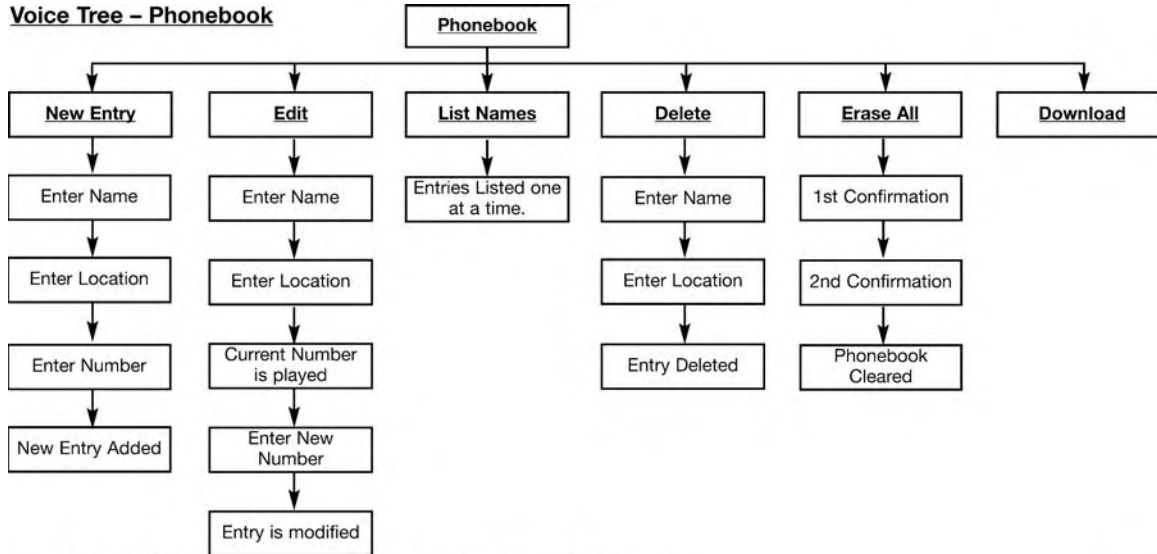 Voice Tree – Phonebook
Phonebook
New Entry
Edit
List Names
Delete
Erase All
Download
Enter Name
Enter Name
Entries Listed one
at a time.
Enter Name
1st Confirmation
Enter Location
Enter Location
Enter Location
2nd Confirmation
Enter Number
Current Number
is played
Entry Deleted
Phonebook
Cleared
New Entry Added
Enter New
Number
Entry is modified